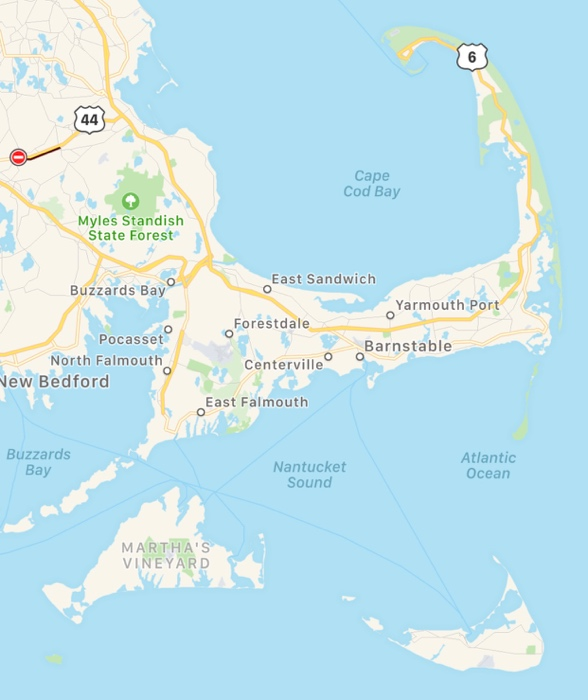 6
44
Cape
Cod Bay
Myles Standish
State Forest
East Sandwich
Buzzards Bay
Yarmouth Port
Forestdale
Pocasset
Barnstable
North Falmouth
Centerville
New Bedford
East Falmouth
Buzzards
Bay
Nantucket
Sound
Atlantic
Ocean
MARTHA'S
VINEYARD